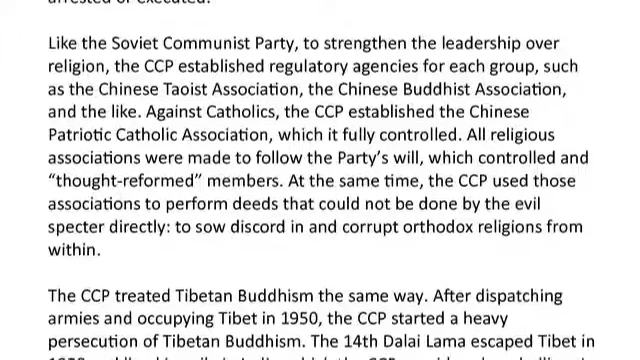 arrested or executed.
Like the Soviet Communist Party, to strengthen the leadership over
religion, the CCP established regulatory agencies for each group, such
as the Chinese Taoist Association, the Chinese Buddhist Association,
and the like. Against Catholics, the CCP established the Chinese
Patriotic Catholic Association, which it fully controlled. All religious
associations were made to follow the Party’s will, which controlled and
“thought-reformed” members. At the same time, the CCP used those
associations to perform deeds that could not be done by the evil
specter directly: to sow discord in and corrupt orthodox religions from
within.
The CCP treated Tibetan Buddhism the same way. After dispatching
armies and occupying Tibet in 1950, the CCP started a heavy
persecution of Tibetan Buddhism. The 14th Dalai Lama escaped Tibet in